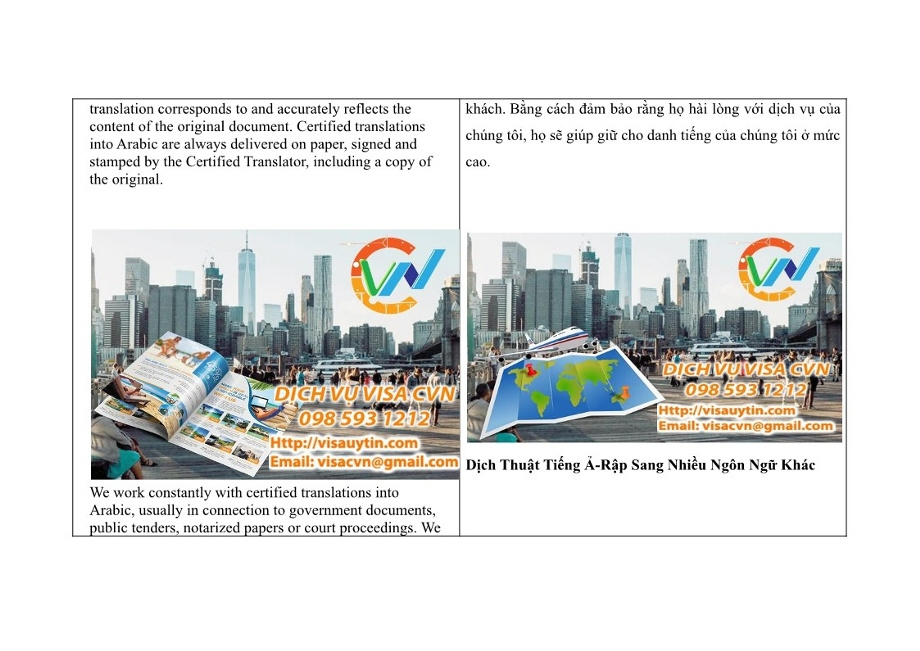 translation corresponds to and accurately reflects the
content of the original document. Certified translations
into Arabic are always delivered on paper, signed and
stamped by the Certified Translator, including a copy of
the original.
CVN
DỊCH VỤ VISA CVN
098 593 1212
Http://visauytin.com
Email: visacvn@gmail.com
We work constantly with certified translations into
Arabic, usually in connection to government documents,
public tenders, notarized papers or court proceedings. We
khách. Bằng cách đảm bảo rằng họ hài lòng với dịch vụ của
chúng tôi, họ sẽ giúp giữ cho danh tiếng của chúng tôi ở mức
cao.
CVN
DỊCH VỤ VISA CVN
098 593 1212
Http://visauytin.com
Email: visacvn@gmail.com
Dịch Thuật Tiếng Ả-Rập Sang Nhiều Ngôn Ngữ Khác